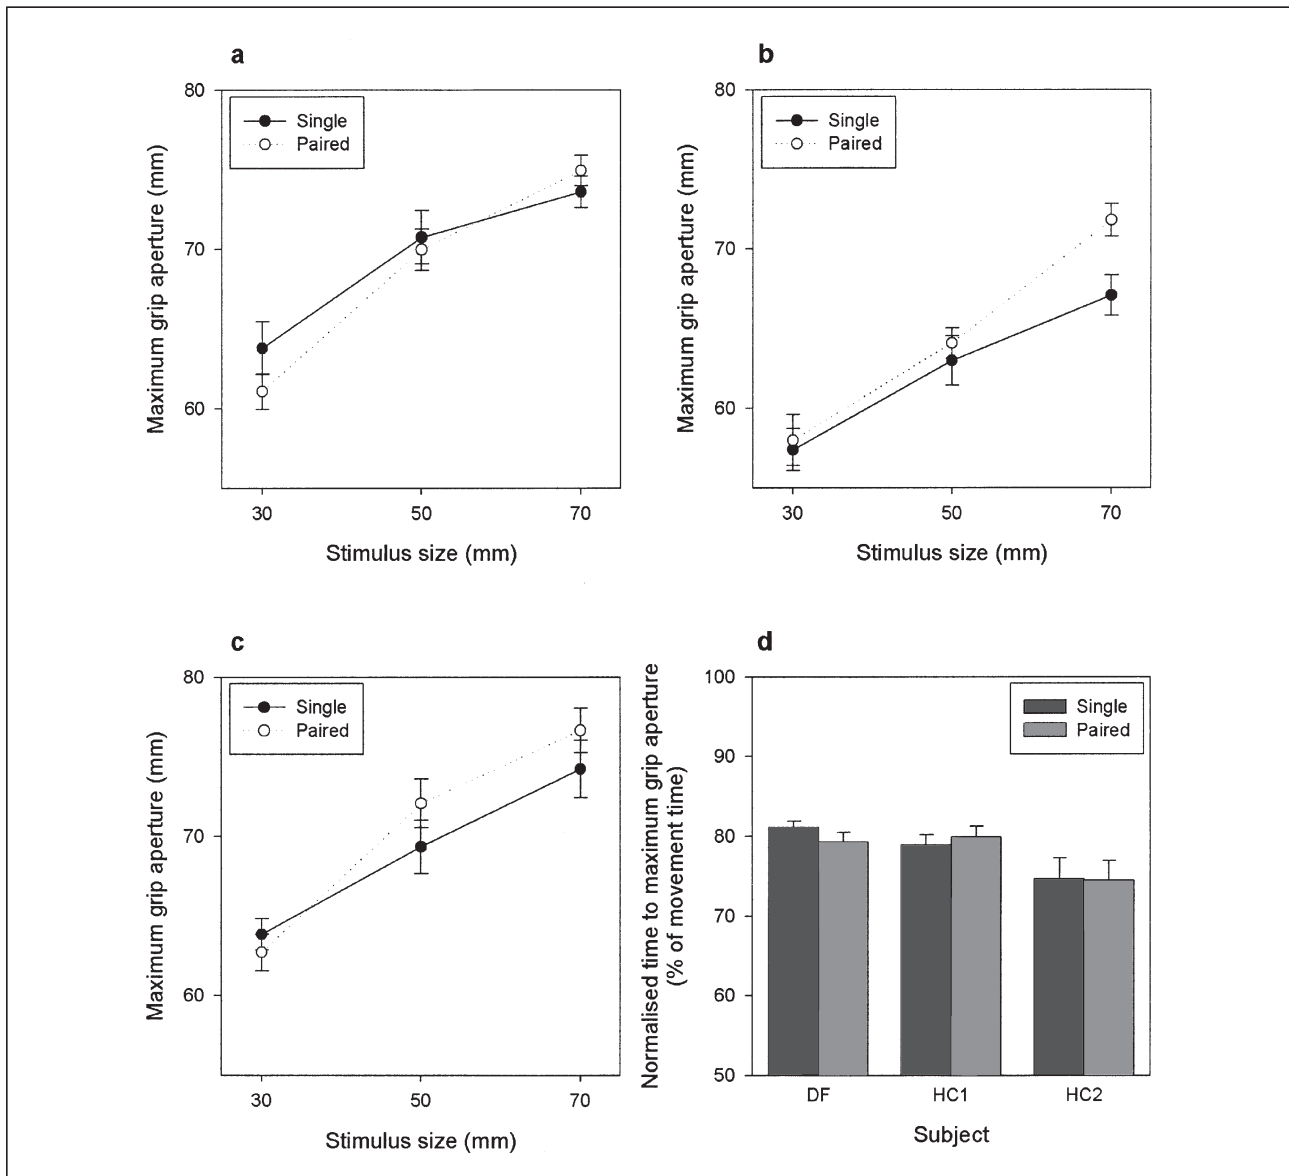 a
80
70
60
Maximum grip aperture (mm)
Single
Paired
30 50 70
Stimulus size (mm)
b
80
70
60
Maximum grip aperture (mm)
Single
Paired
30 50 70
Stimulus size (mm)
c
80
70
60
Maximum grip aperture (mm)
Single
Paired
30 50 70
Stimulus size (mm)
d
100
90
80
70
60
50
Normalised time to maximum grip aperture
(% of movement time)
Single
Paired
DF HC1 HC2
Subject